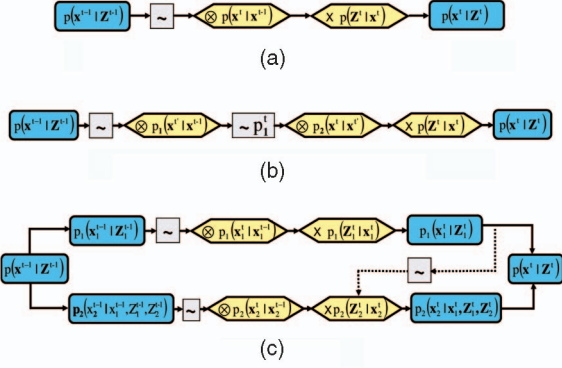 p(x^{t-1} | Z^{t-1}) ~ ⊗ p(x^t | x^{t-1}) × p(Z^t | x^t) p(x^t | Z^t)
(a)
p(x^{t-1} | Z^{t-1}) ~ ⊗ p_1(x^{t'} | x^{t-1}) ~ p_1^t ⊗ p_2(x^t | x^{t'}) × p(Z^t | x^t) p(x^t | Z^t)
(b)
p_1(x_1^{t-1} | Z_1^{t-1}) ~ ⊗ p_1(x_1^t | x_1^{t-1}) × p_1(Z_1^t | x_1^t) p_1(x_1^t | Z_1^t)
p(x^{t-1} | Z^{t-1}) ~ p(x^t | Z^t)
p_2(x_2^{t-1} | x_1^{t-1}, Z_1^{t-1}, Z_2^{t-1}) ~ ⊗ p_2(x_2^t | x_2^{t-1}) × p_2(Z_2^t | x_2^t) p_2(x_2^t | x_1^t, Z_1^t, Z_2^t)
(c)